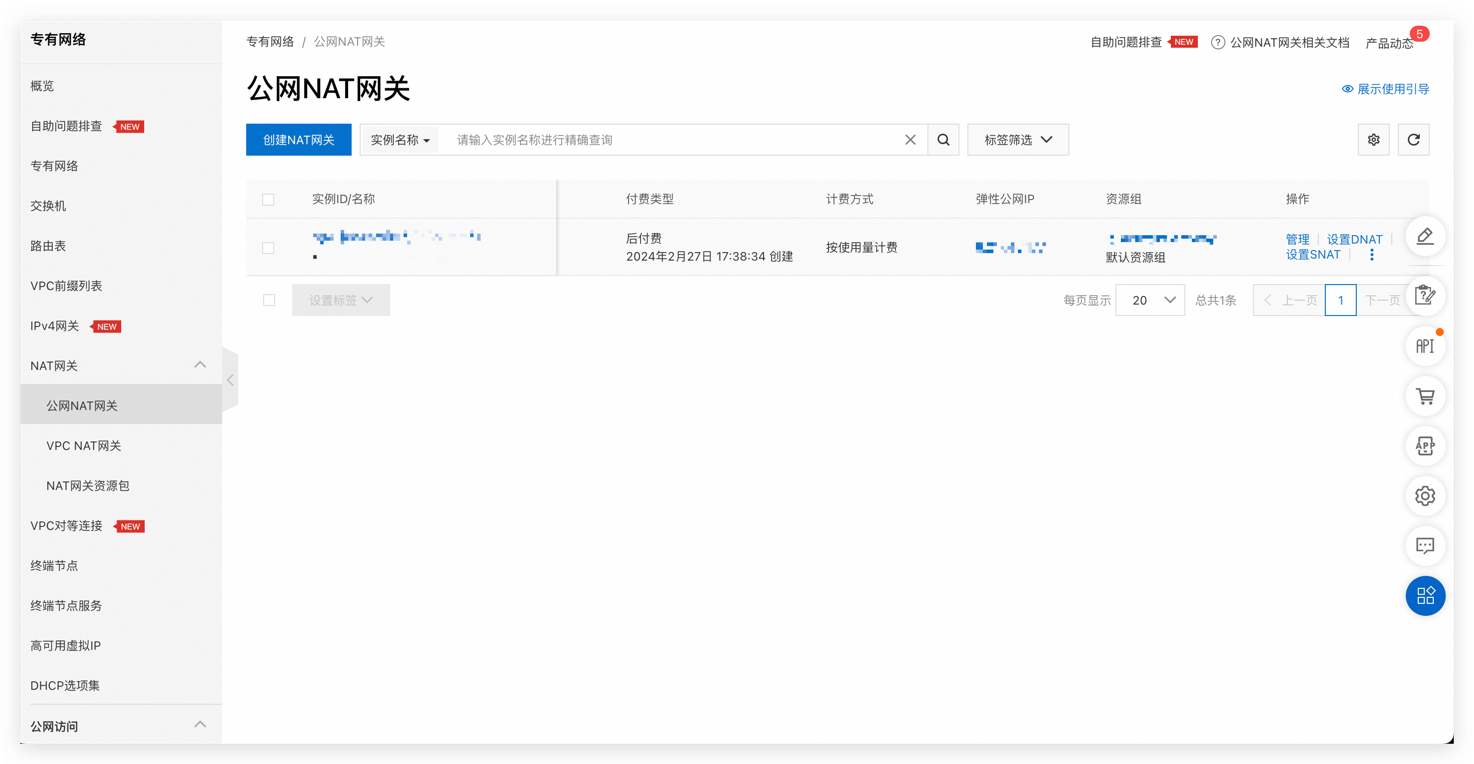 专有网络
概览
自助问题排查 NEW
专有网络
交换机
路由表
VPC前缀列表
IPv4网关 NEW
NAT网关
公网NAT网关
VPC NAT网关
NAT网关资源包
VPC对等连接 NEW
终端节点
终端节点服务
高可用虚拟IP
DHCP选项集
公网访问
专有网络 / 公网NAT网关
自助问题排查 NEW ? 公网NAT网关相关文档 产品动态 5
公网NAT网关
展示使用引导
创建NAT网关 实例名称 请输入实例名称进行精确查询 标签筛选
实例ID/名称 付费类型 计费方式 弹性公网IP 资源组 操作
后付费
2024年2月27日 17:38:34 创建
按使用量计费
默认资源组
管理 设置DNAT
设置SNAT
设置标签 每页显示 20 总共1条 上一页 1 下一页
API
APP